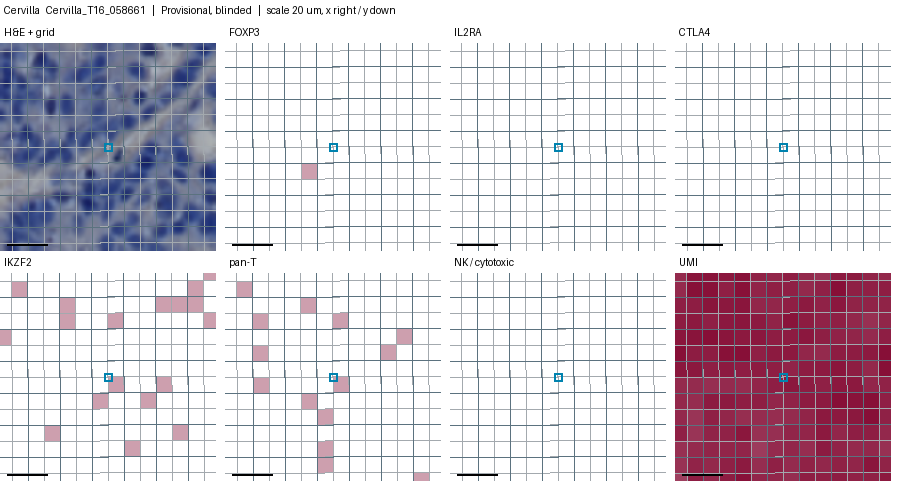 Cervilla Cervilla_T16_058661 | Provisional, blinded | scale 20 um, x right / y down
H&E + grid FOXP3 IL2RA CTLA4
IKZF2 pan-T NK / cytotoxic UMI